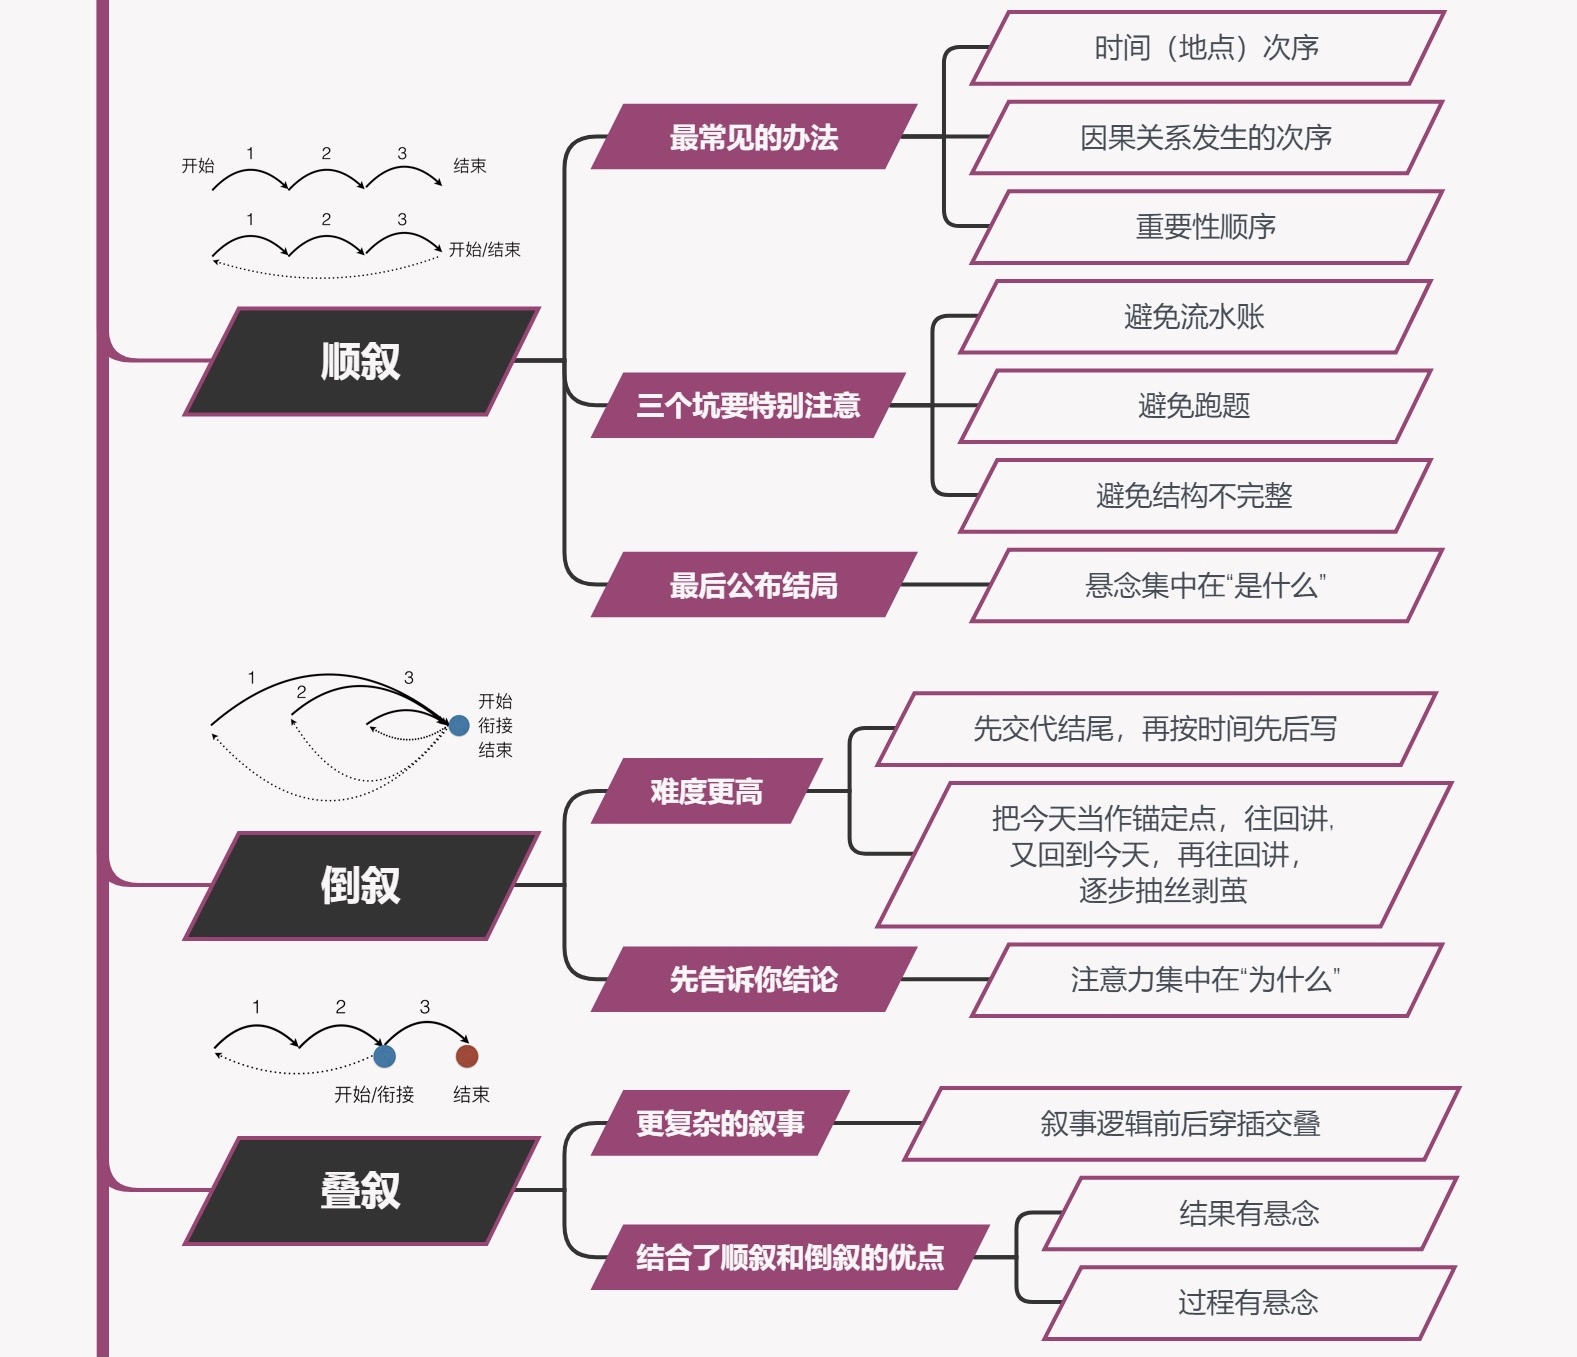 时间（地点）次序
最常见的办法
因果关系发生的次序
重要性顺序
1 2 3
开始 结束
1 2 3
开始/结束
顺叙
避免流水账
三个坑要特别注意
避免跑题
避免结构不完整
最后公布结局
悬念集中在“是什么”
1 2 3
开始
衔接
结束
倒叙
难度更高
先交代结尾，再按时间先后写
把今天当作锚定点，往回讲，
又回到今天，再往回讲，
逐步抽丝剥茧
先告诉你结论
注意力集中在“为什么”
1 2 3
开始/衔接 结束
叠叙
更复杂的叙事
叙事逻辑前后穿插交叠
结合了顺叙和倒叙的优点
结果有悬念
过程有悬念